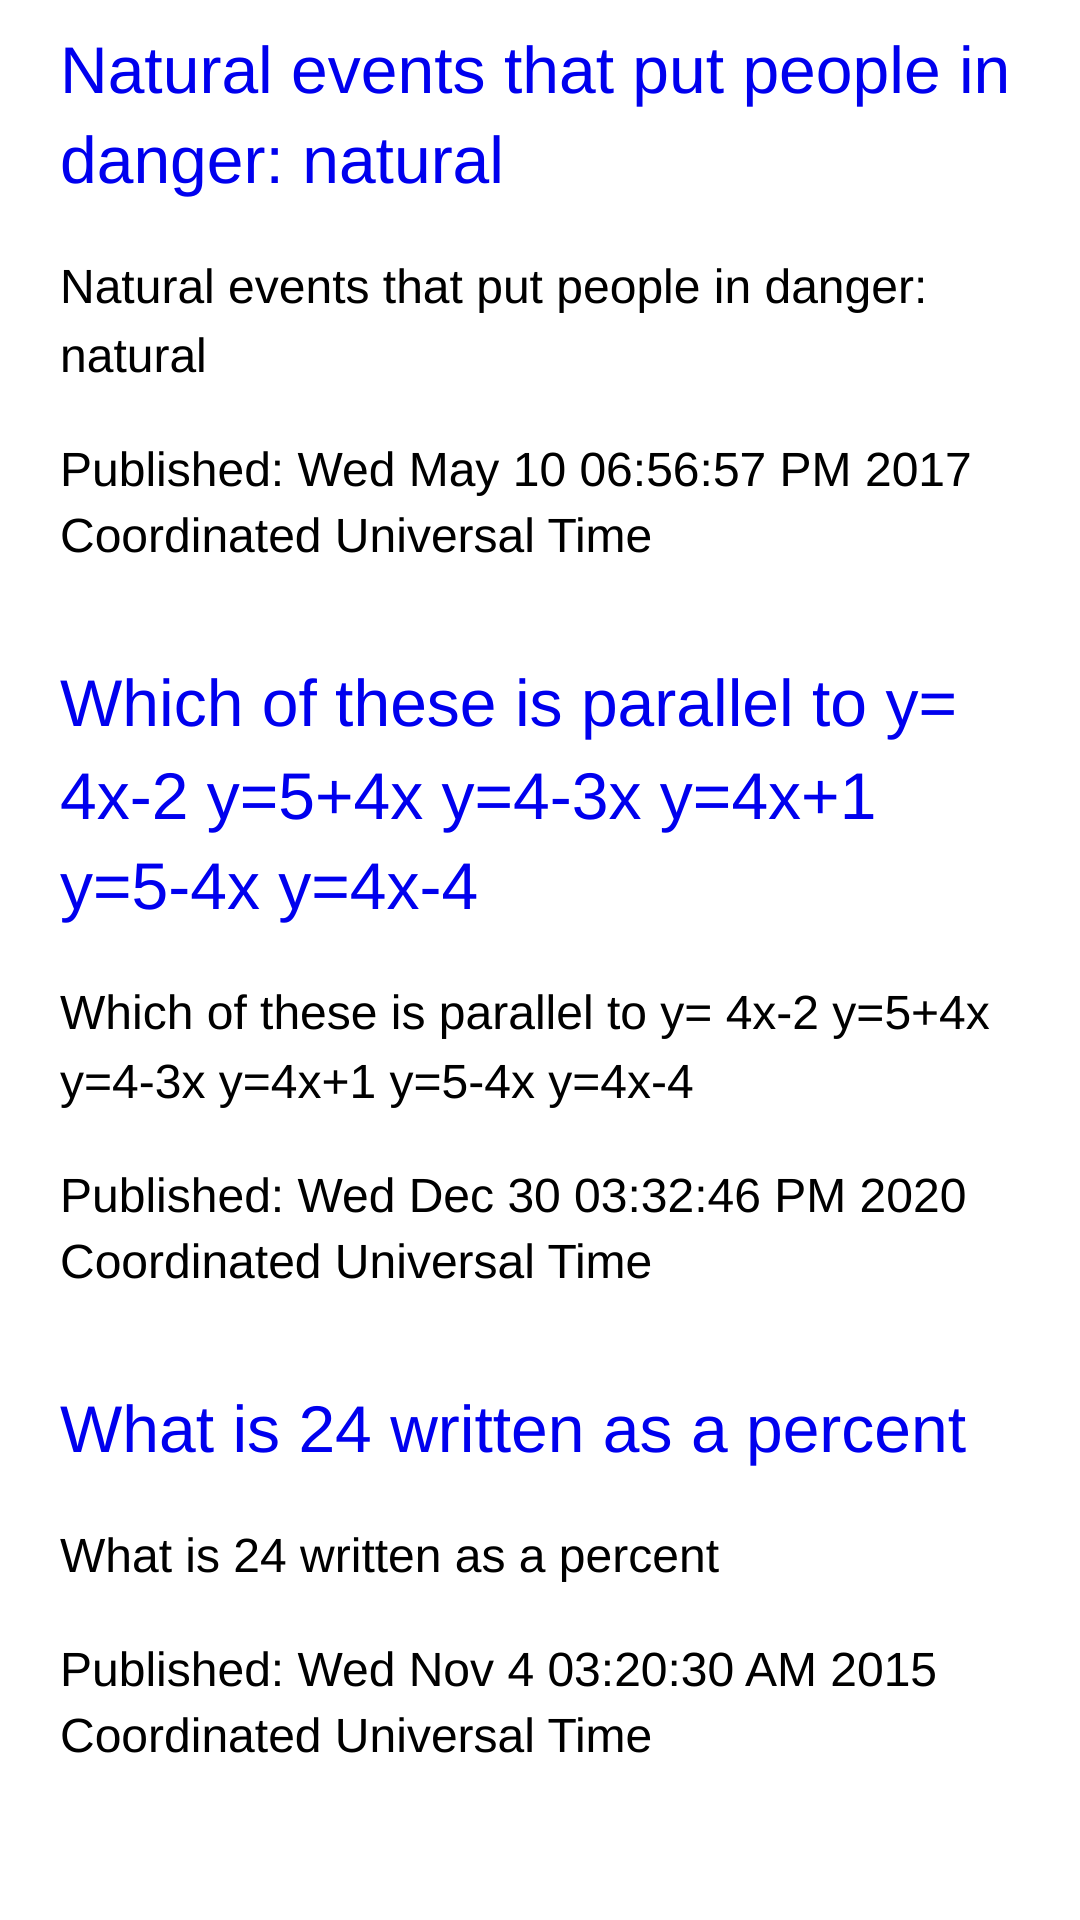 Natural events that put people in
danger: natural
Natural events that put people in danger:
natural
Published: Wed May 10 06:56:57 PM 2017
Coordinated Universal Time
Which of these is parallel to y=
4x-2 y=5+4x y=4-3x y=4x+1
y=5-4x y=4x-4
Which of these is parallel to y= 4x-2 y=5+4x
y=4-3x y=4x+1 y=5-4x y=4x-4
Published: Wed Dec 30 03:32:46 PM 2020
Coordinated Universal Time
What is 24 written as a percent
What is 24 written as a percent
Published: Wed Nov 4 03:20:30 AM 2015
Coordinated Universal Time